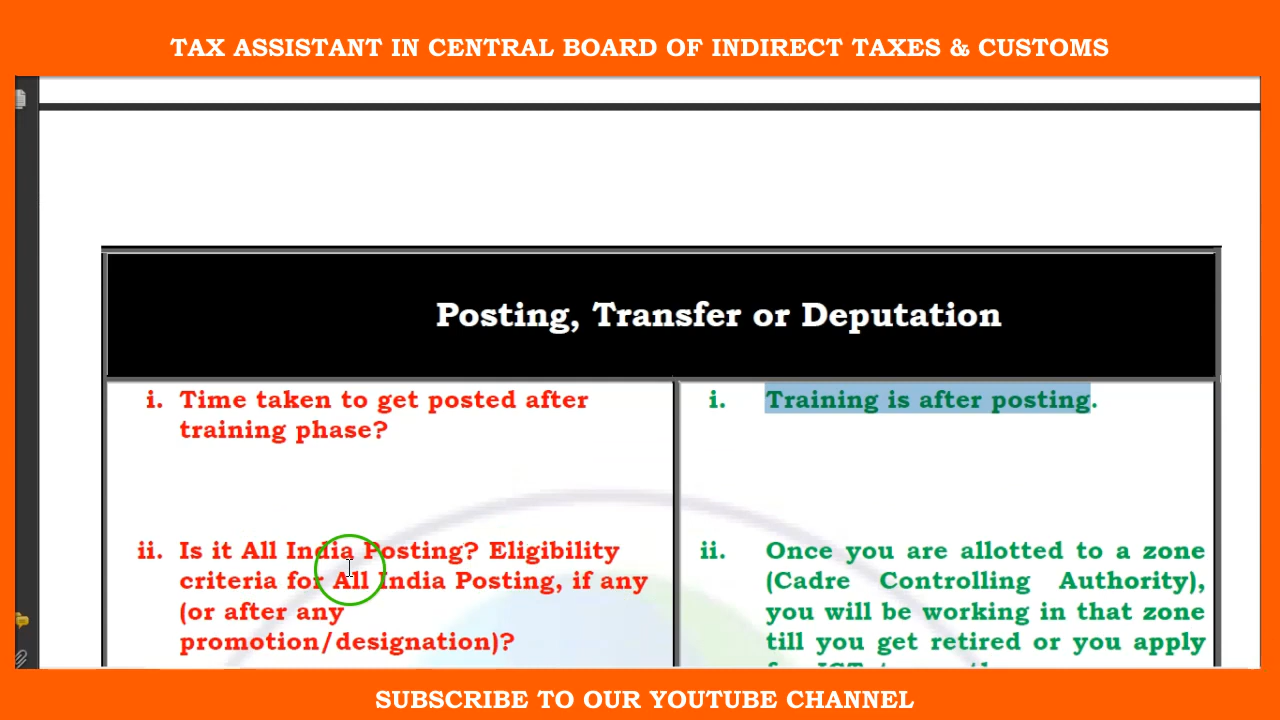 TAX ASSISTANT IN CENTRAL BOARD OF INDIRECT TAXES & CUSTOMS
Posting, Transfer or Deputation
i. Time taken to get posted after
training phase?
i. Training is after posting.
ii. Is it All India Posting? Eligibility
criteria for All India Posting, if any
(or after any
promotion/designation)?
ii. Once you are allotted to a zone
(Cadre Controlling Authority),
you will be working in that zone
till you get retired or you apply
SUBSCRIBE TO OUR YOUTUBE CHANNEL